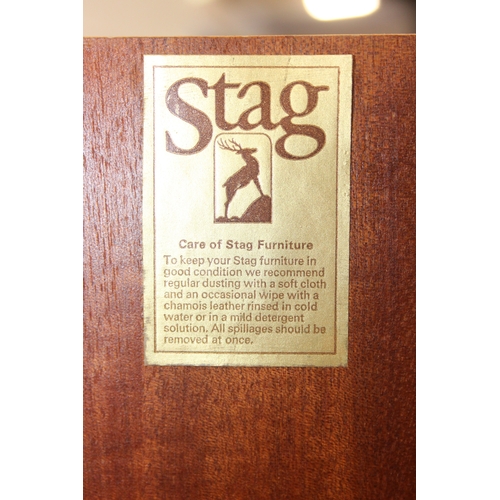 Stag
Care of Stag Furniture
To keep your Stag furniture in
good condition we recommend
regular dusting with a soft cloth
and an occasional wipe with a
chamois leather rinsed in cold
water or in a mild detergent
solution. All spillages should be
removed at once.